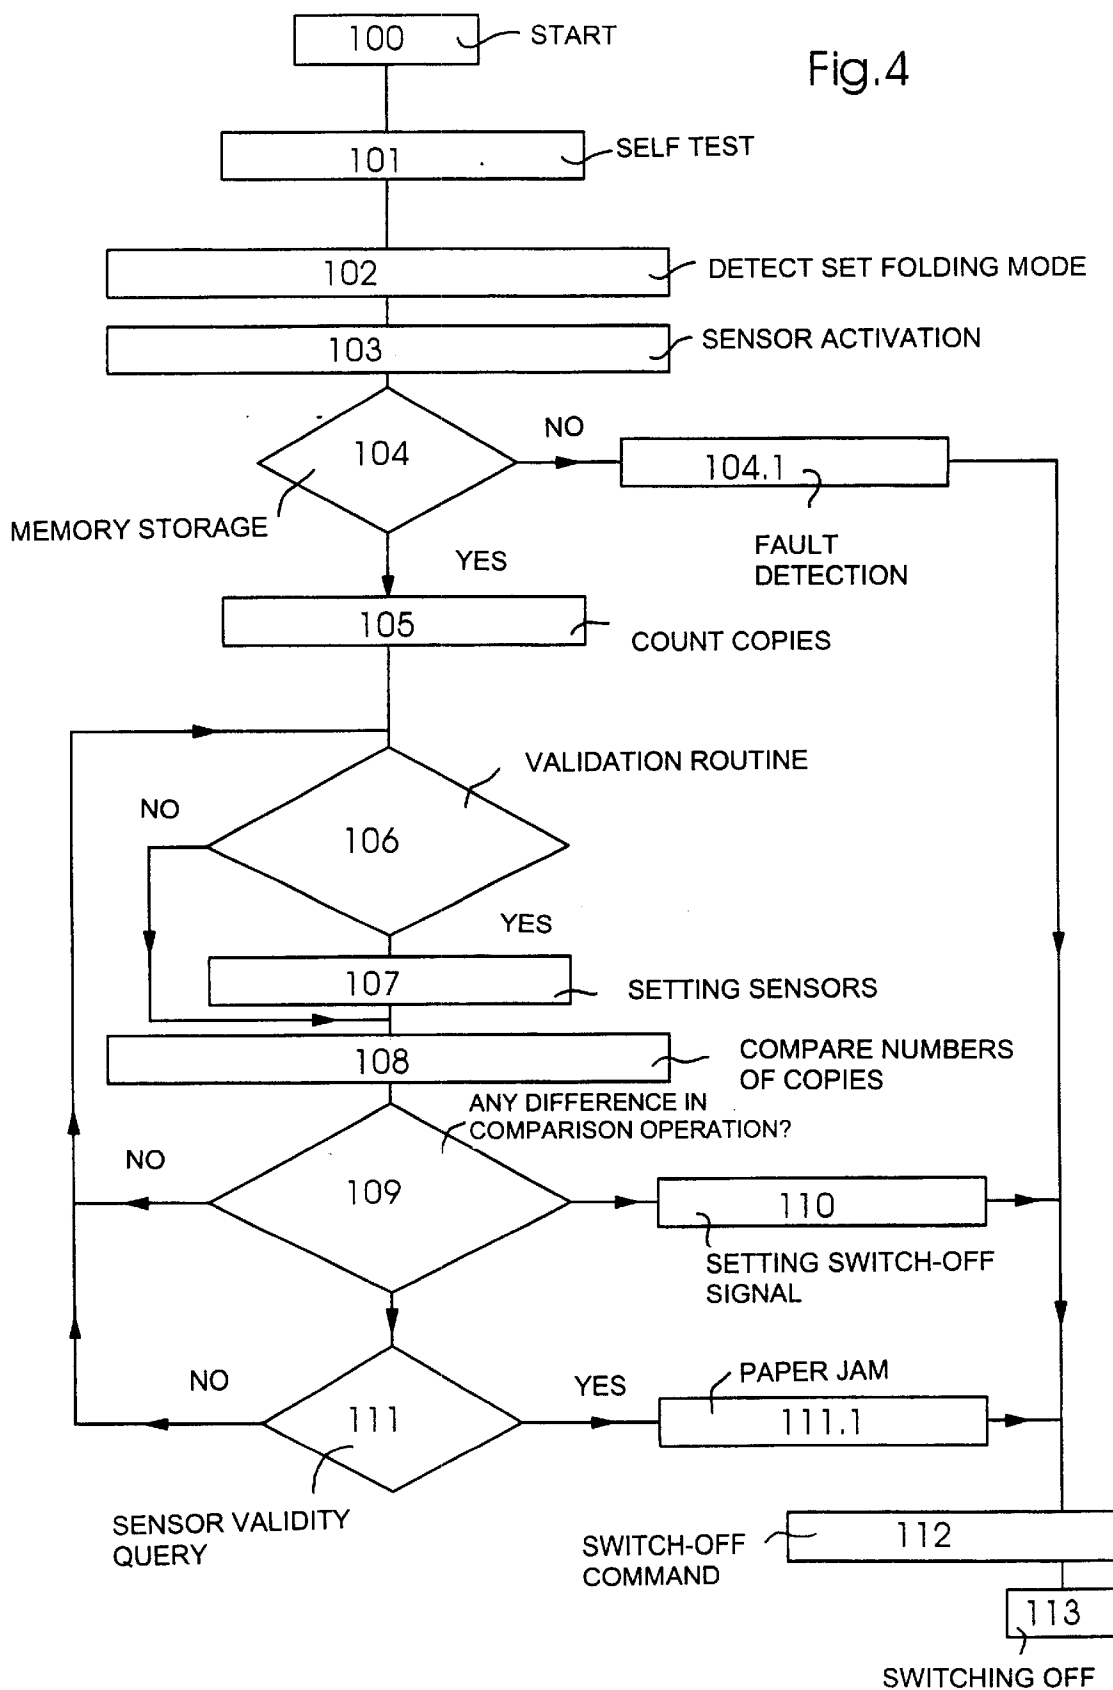 Fig.4
100
START
101
SELF TEST
102
DETECT SET FOLDING MODE
103
SENSOR ACTIVATION
104
NO
104.1
MEMORY STORAGE
YES
FAULT
DETECTION
105
COUNT COPIES
VALIDATION ROUTINE
NO
106
YES
107
SETTING SENSORS
108
COMPARE NUMBERS
OF COPIES
ANY DIFFERENCE IN
COMPARISON OPERATION?
NO
109
110
SETTING SWITCH-OFF
SIGNAL
NO
YES
PAPER JAM
111
111.1
SENSOR VALIDITY
QUERY
112
SWITCH-OFF
COMMAND
113
SWITCHING OFF